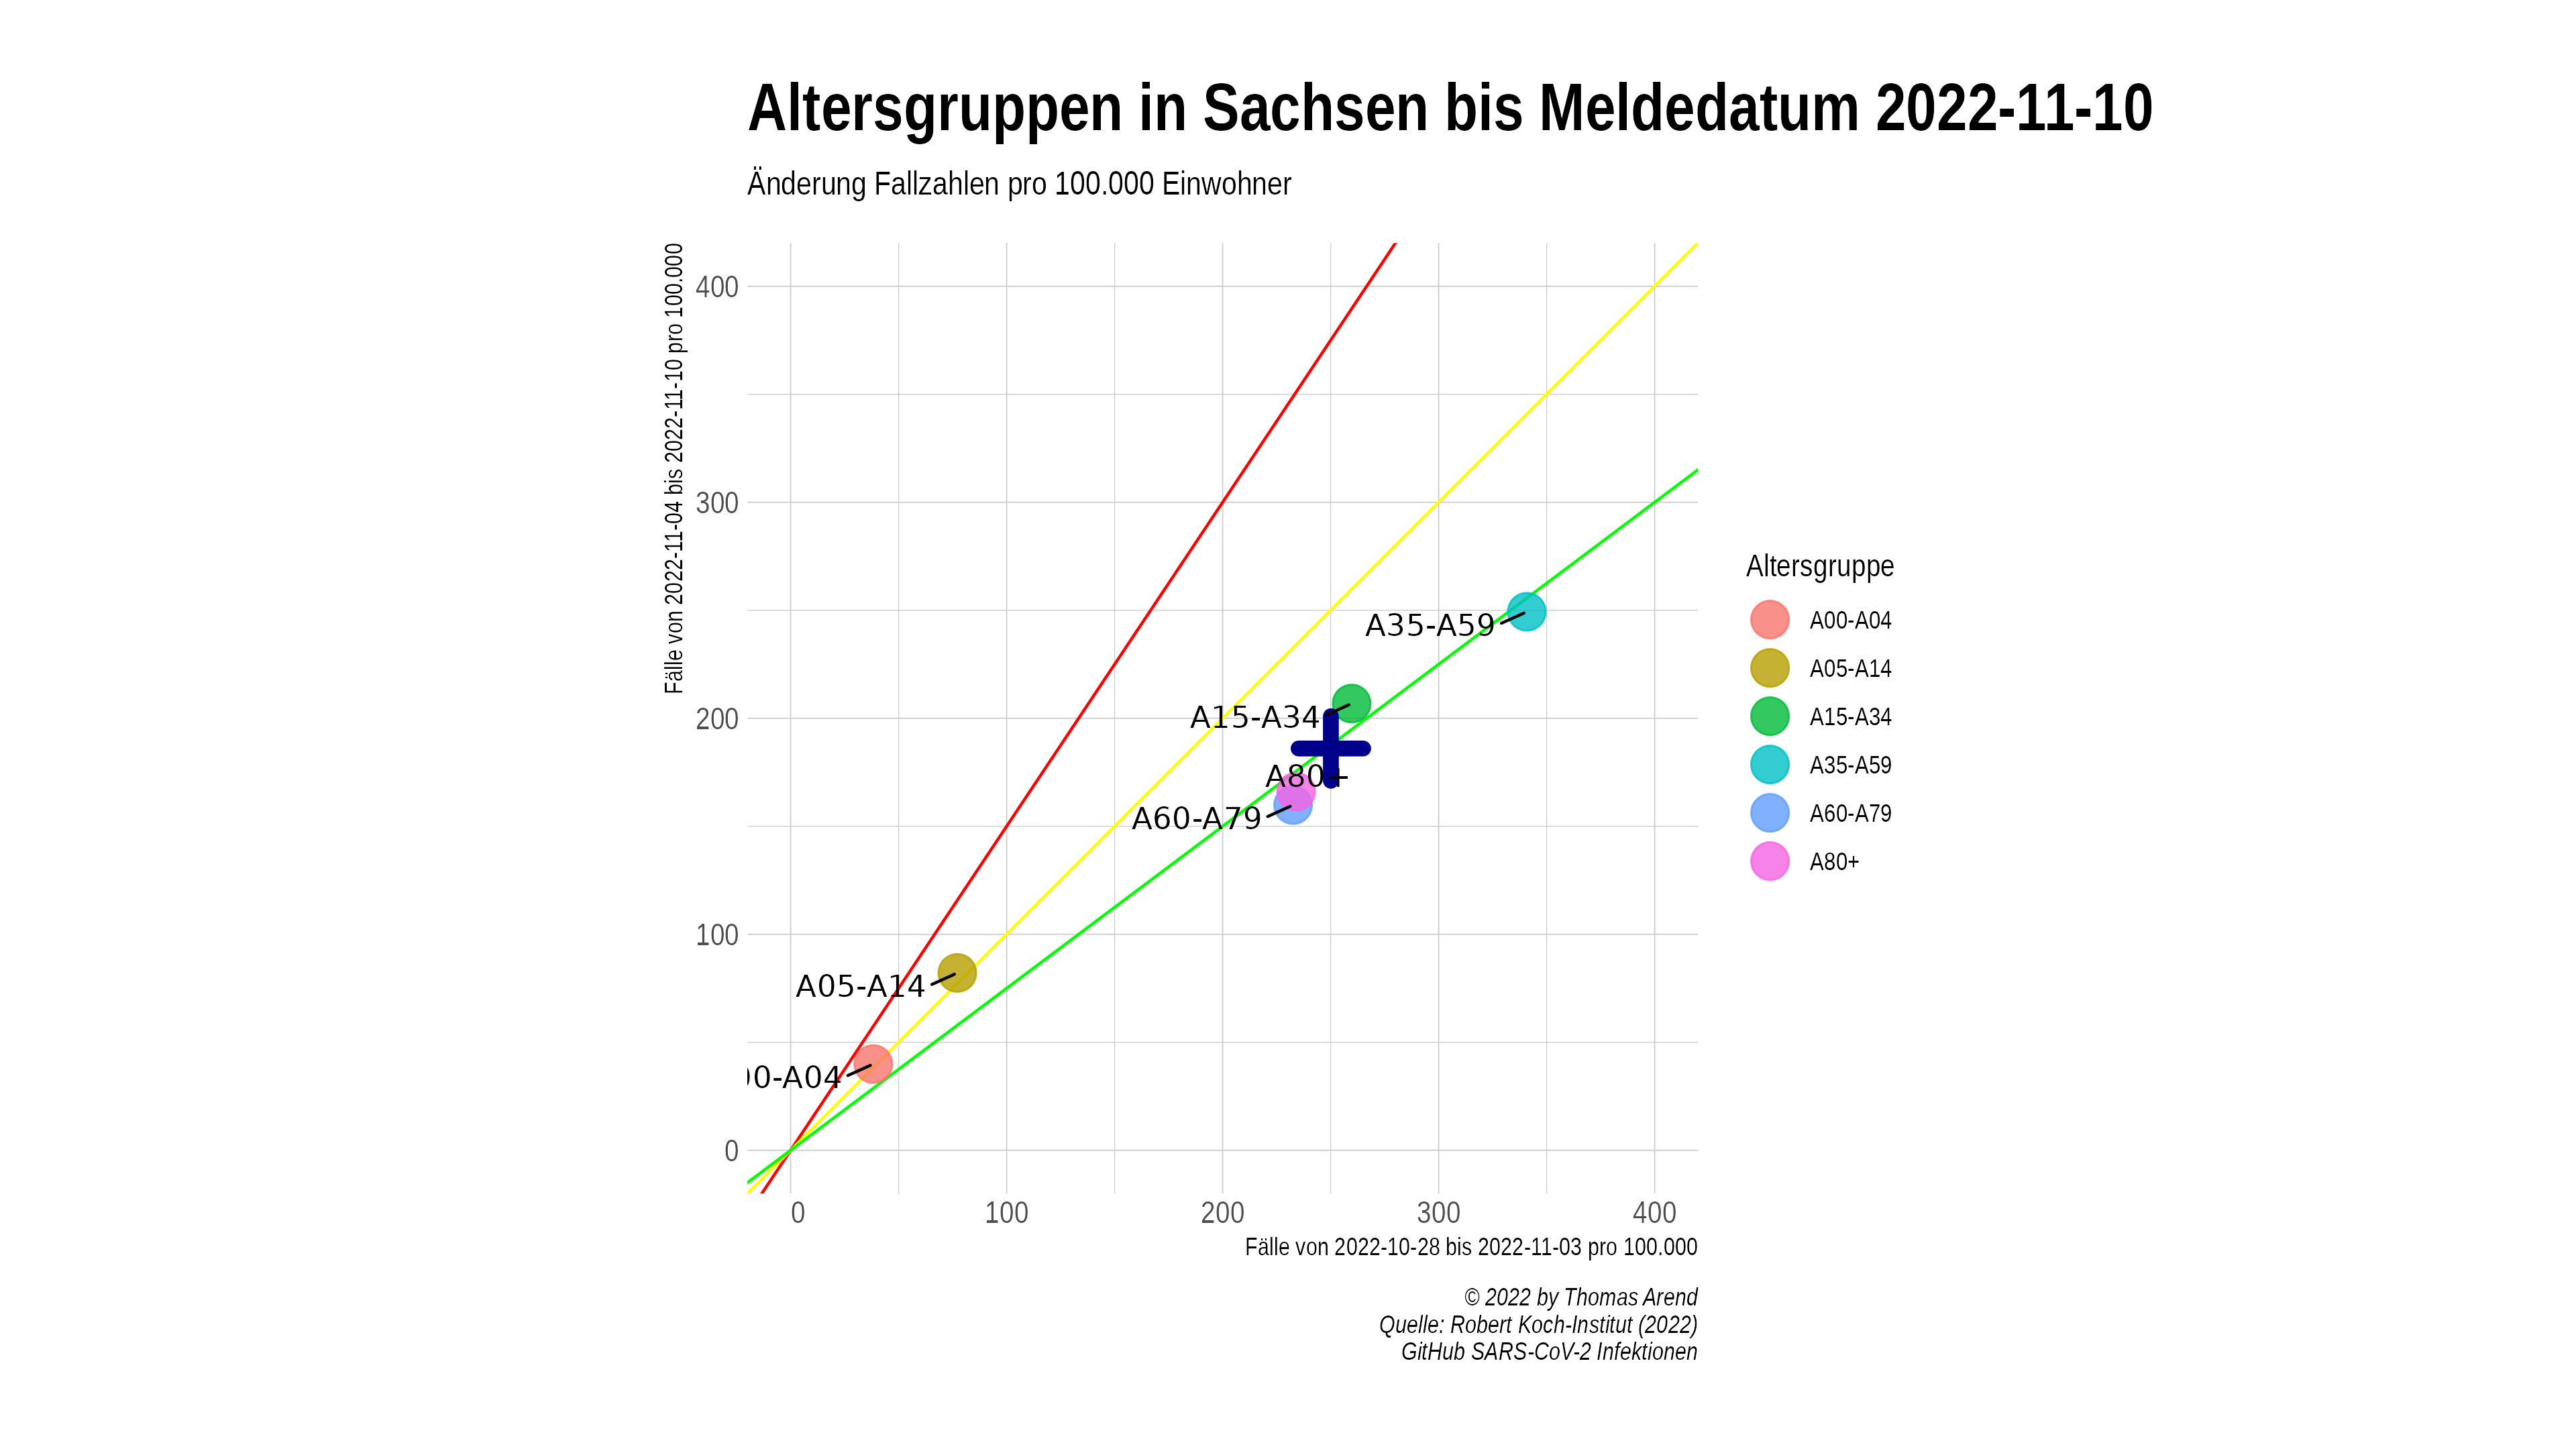 Altersgruppen in Sachsen bis Meldedatum 2022-11-10
Änderung Fallzahlen pro 100.000 Einwohner
Fälle von 2022-11-04 bis 2022-11-10 pro 100.000
400
300
200
100
0
A35-A59
A15-A34
A80+
A60-A79
A05-A14
00-A04
0
100
200
300
400
Fälle von 2022-10-28 bis 2022-11-03 pro 100.000
Altersgruppe
A00-A04
A05-A14
A15-A34
A35-A59
A60-A79
A80+
© 2022 by Thomas Arend
Quelle: Robert Koch-Institut (2022)
GitHub SARS-CoV-2 Infektionen